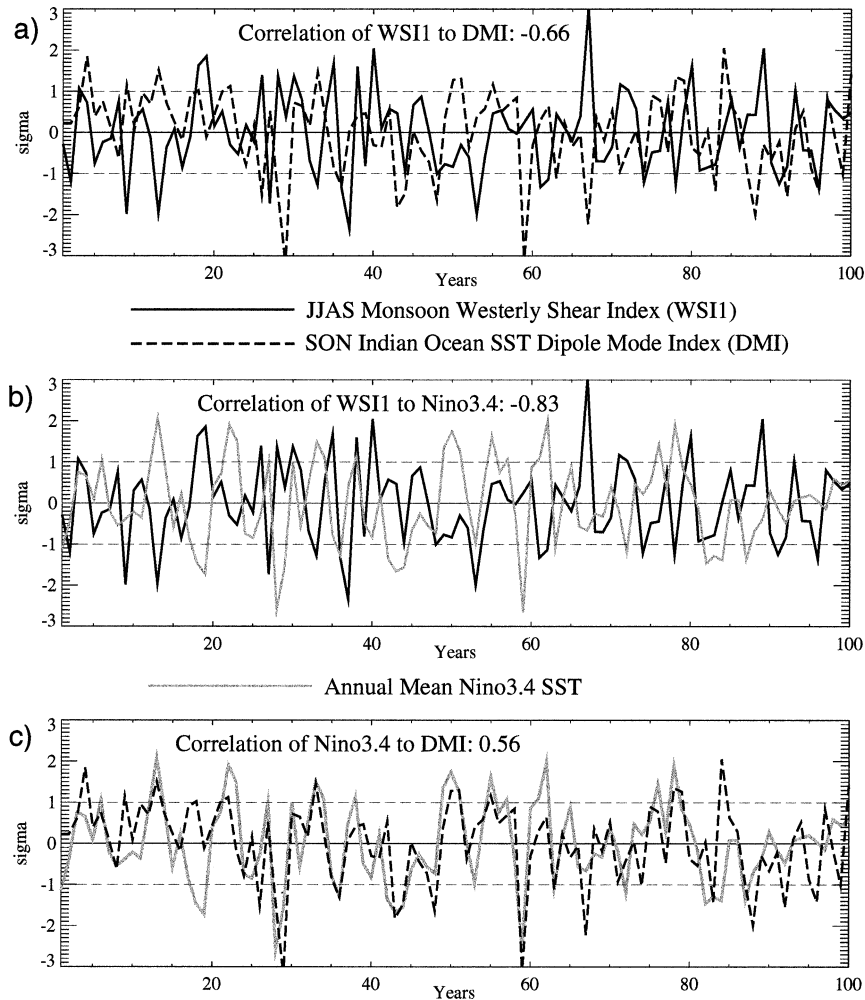 a)
Correlation of WSI1 to DMI: -0.66
3
2
1
0
-1
-2
-3
sigma
20
40
60
80
100
Years
JJAS Monsoon Westerly Shear Index (WSI1)
SON Indian Ocean SST Dipole Mode Index (DMI)
b)
Correlation of WSI1 to Nino3.4: -0.83
3
2
1
0
-1
-2
-3
sigma
20
40
60
80
100
Years
Annual Mean Nino3.4 SST
c)
Correlation of Nino3.4 to DMI: 0.56
3
2
1
0
-1
-2
-3
sigma
20
40
60
80
100
Years